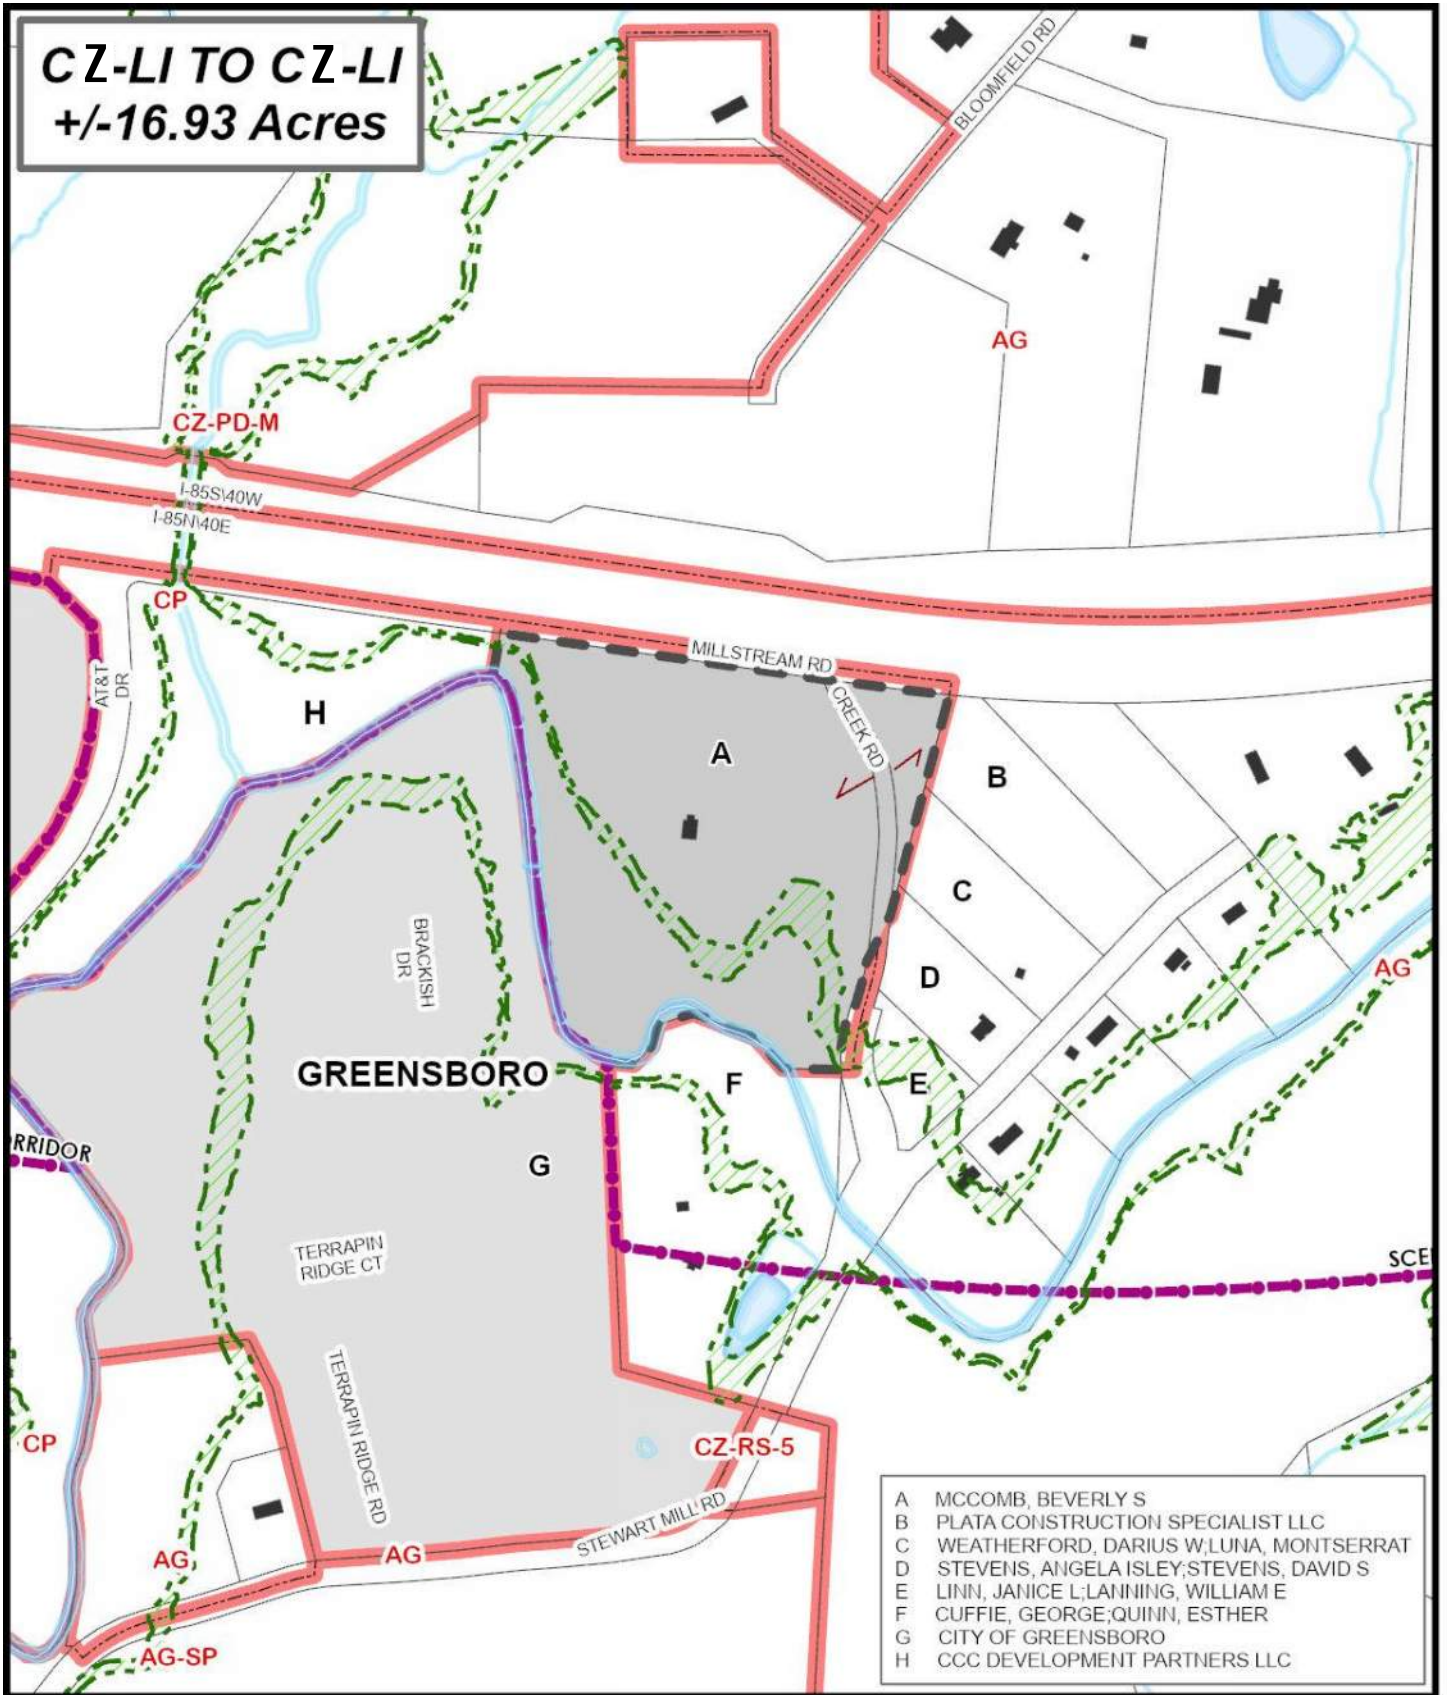 CZ-LI TO CZ-LI
+/-16.93 Acres
BLOOMFIELD RD
AG
CZ-PD-M
I-85S\40W
I-85N\40E
CP
AT&T
DR
MILLSTREAM RD
CREEK RD
H
A
B
C
D
BRACKISH
DR
AG
GREENSBORO
F
E
RRIDOR
G
TERRAPIN
RIDGE CT
SCE
TERRAPIN RIDGE RD
CP
CZ-RS-5
STEWART MILL RD
AG
AG
AG-SP
A MCCOMB, BEVERLY S
B PLATA CONSTRUCTION SPECIALIST LLC
C WEATHERFORD, DARIUS W;LUNA, MONTSERRAT
D STEVENS, ANGELA ISLEY;STEVENS, DAVID S
E LINN, JANICE L;LANNING, WILLIAM E
F CUFFIE, GEORGE;QUINN, ESTHER
G CITY OF GREENSBORO
H CCC DEVELOPMENT PARTNERS LLC